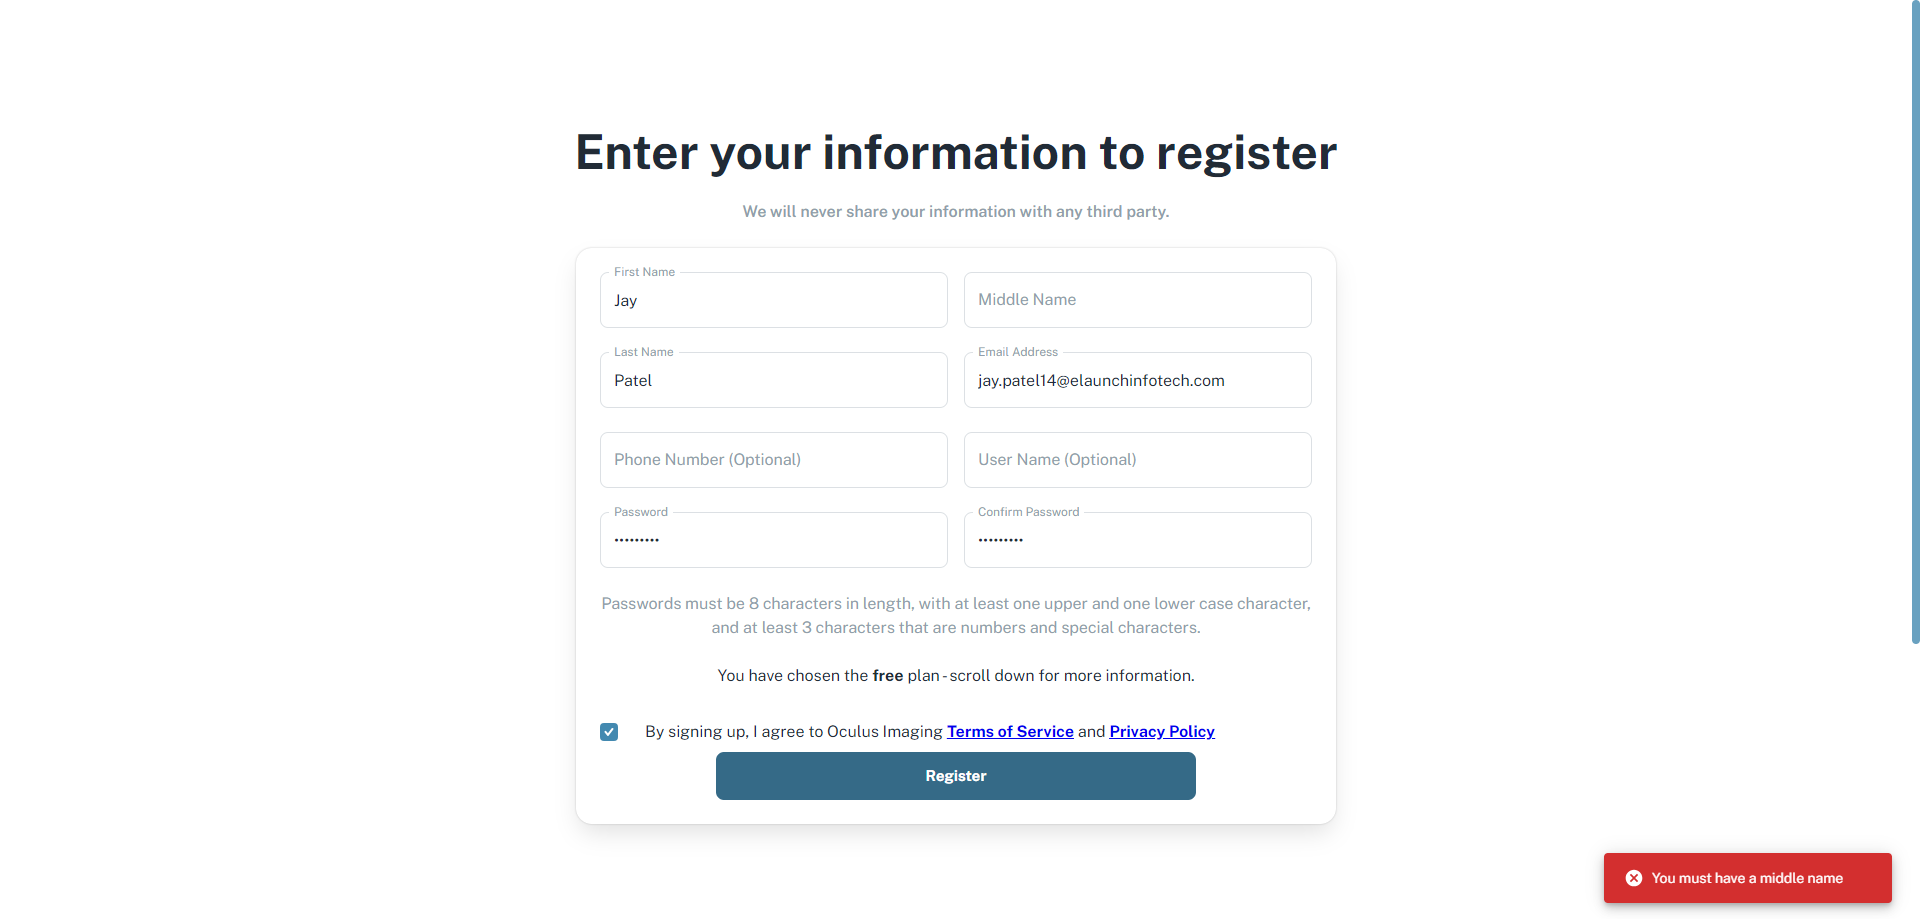 Enter your information to register
We will never share your information with any third party.
First Name
Jay
Middle Name
Last Name
Patel
Email Address
jay.patel14@elaunchinfotech.com
Phone Number (Optional)
User Name (Optional)
Password
•••••••••
Confirm Password
•••••••••
Passwords must be 8 characters in length, with at least one upper and one lower case character,
and at least 3 characters that are numbers and special characters.
You have chosen the free plan - scroll down for more information.
By signing up, I agree to Oculus Imaging Terms of Service and Privacy Policy
Register
You must have a middle name